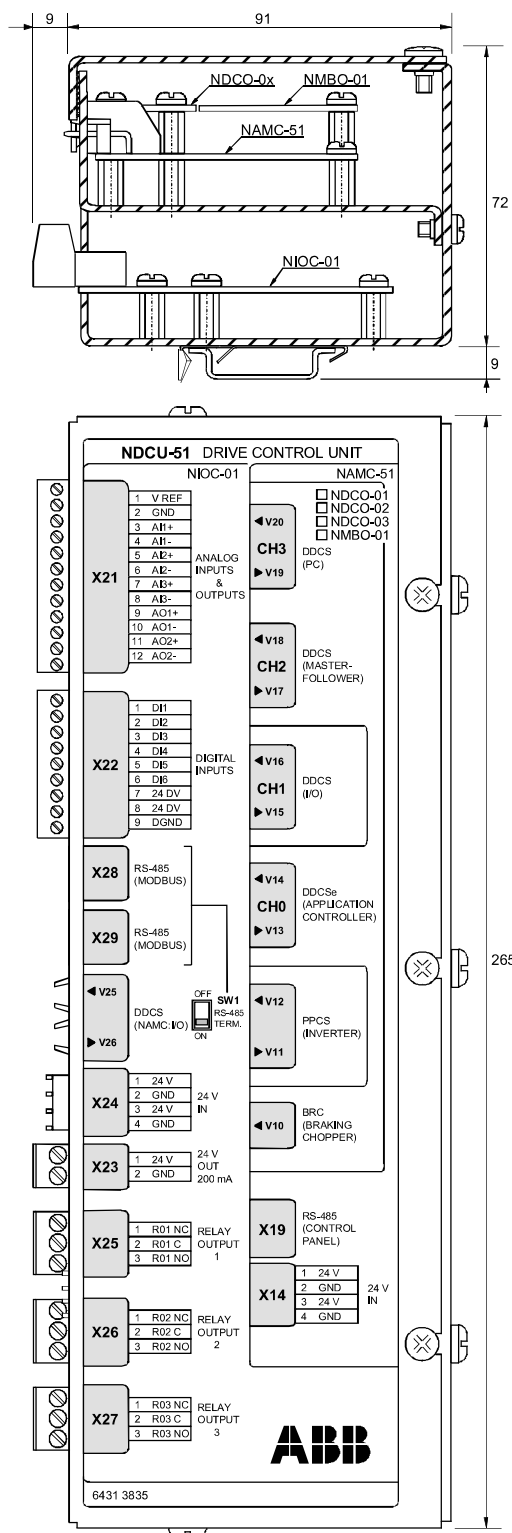 9
91
NDCO-0x
NMBO-01
NAMC-51
72
NIOC-01
9
NDCU-51 DRIVE CONTROL UNIT
NIOC-01
NAMC-51
NDCO-01
NDCO-02
NDCO-03
NMBO-01
X21
1 V REF
2 GND
3 AI1+
4 AI1-
5 AI2+
6 AI2-
7 AI3+
8 AI3-
9 AO1+
10 AO1-
11 AO2+
12 AO2-
ANALOG
INPUTS
&
OUTPUTS
V20
CH3
V19
DDCS
(PC)
V18
CH2
V17
DDCS
(MASTER-
FOLLOWER)
X22
1 DI1
2 DI2
3 DI3
4 DI4
5 DI5
6 DI6
7 24 DV
8 24 DV
9 DGND
DIGITAL
INPUTS
V16
CH1
V15
DDCS
(I/O)
X28
RS-485
(MODBUS)
X29
RS-485
(MODBUS)
V14
CH0
V13
DDCSe
(APPLICATION
CONTROLLER)
265
V25
V26
DDCS
(NAMC:I/O)
OFF
ON
SW1
RS-485
TERM.
V12
V11
PPCS
(INVERTER)
X24
1 24 V
2 GND
3 24 V
4 GND
24 V
IN
V10
BRC
(BRAKING
CHOPPER)
X23
1 24 V
2 GND
24 V
OUT
200 mA
X25
1 R01 NC
2 R01 C
3 R01 NO
RELAY
OUTPUT
1
X19
RS-485
(CONTROL
PANEL)
X14
1 24 V
2 GND
3 24 V
4 GND
24 V
IN
X26
1 R02 NC
2 R02 C
3 R02 NO
RELAY
OUTPUT
2
X27
1 R03 NC
2 R03 C
3 R03 NO
RELAY
OUTPUT
3
ABB
6431 3835